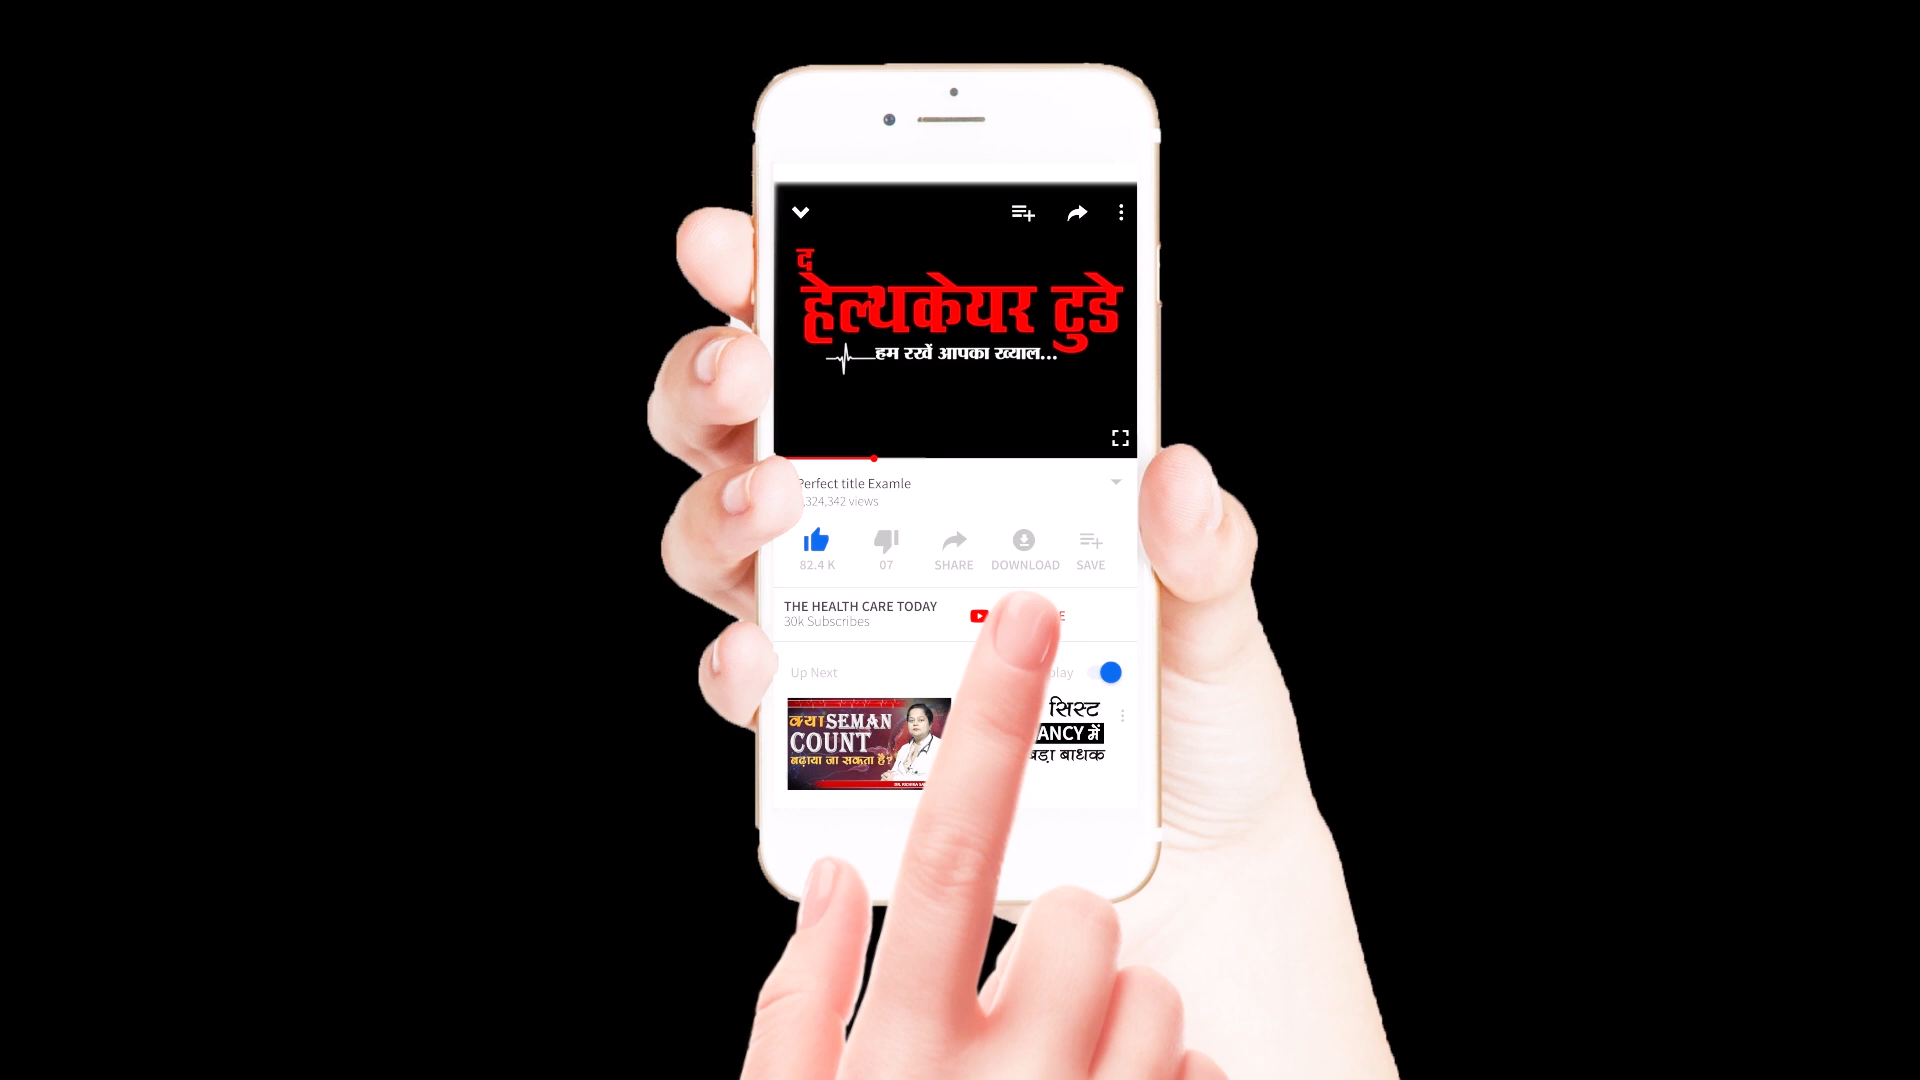 द
हेल्थकेयर टुडे
हम रखें आपका ख्याल...
Perfect title Examle
,324,342 views
82.4 K
07
SHARE
DOWNLOAD
SAVE
THE HEALTH CARE TODAY
30k Subscribes
Up Next
play
क्या SEMAN
COUNT
बढ़ाया जा सकता है?
सिस्ट
ANCY में
बाधक